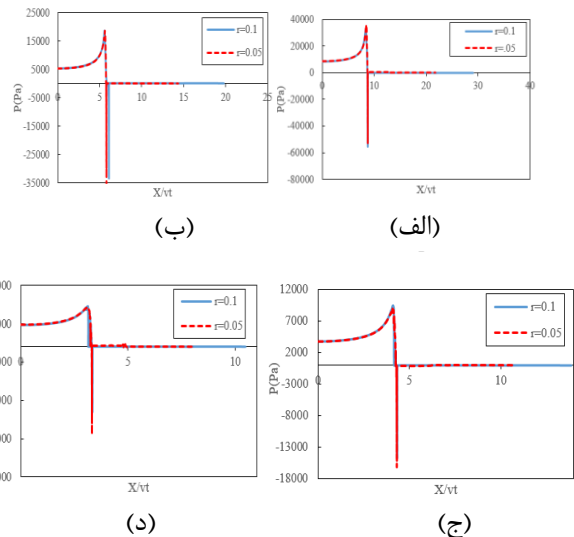 25000
15000
5000
-5000
-15000
-25000
-35000
P(Pa)
0 5 10 15 20 25
X/vt
r=0.1
r=0.05
(ب)
40000
20000
0
-20000
-40000
-60000
-80000
P(Pa)
0 10 20 30 40
X/vt
r=0.1
r=.05
(الف)
0 5 10
X/vt
r=0.1
r=0.05
(د)
12000
7000
2000
-3000
-8000
-13000
-18000
P(Pa)
0 5 10
X/vt
r=0.1
r=0.05
(ج)